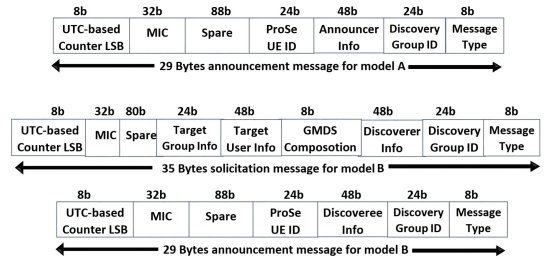 8b 32b 88b 24b 48b 24b 8b
UTC-based Counter LSB MIC Spare ProSe UE ID Announcer Info Discovery Group ID Message Type
29 Bytes announcement message for model A
8b 32b 80b 24b 48b 8b 48b 24b 8b
UTC-based Counter LSB MIC Spare Target Group Info Target User Info GMDS Composoton Discoverer Info Discovery Group ID Message Type
35 Bytes solicitation message for model B
8b 32b 88b 24b 48b 24b 8b
UTC-based Counter LSB MIC Spare ProSe UE ID Discoveree Info Discovery Group ID Message Type
29 Bytes announcement message for model B